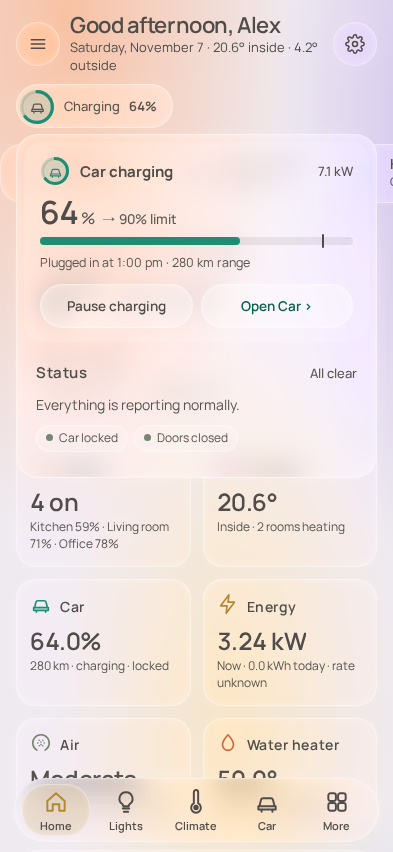 Good afternoon, Alex
Saturday, November 7 · 20.6° inside · 4.2°
outside
Charging 64%
Car charging 7.1 kW
64% → 90% limit
Plugged in at 1:00 pm · 280 km range
Pause charging Open Car ›
Status All clear
Everything is reporting normally.
Car locked Doors closed
4 on 20.6°
Kitchen 59% · Living room Inside · 2 rooms heating
71% · Office 78%
Car Energy
64.0% 3.24 kW
280 km · charging · locked Now · 0.0 kWh today · rate
unknown
Air Water heater
Moderate
Home Lights Climate Car More